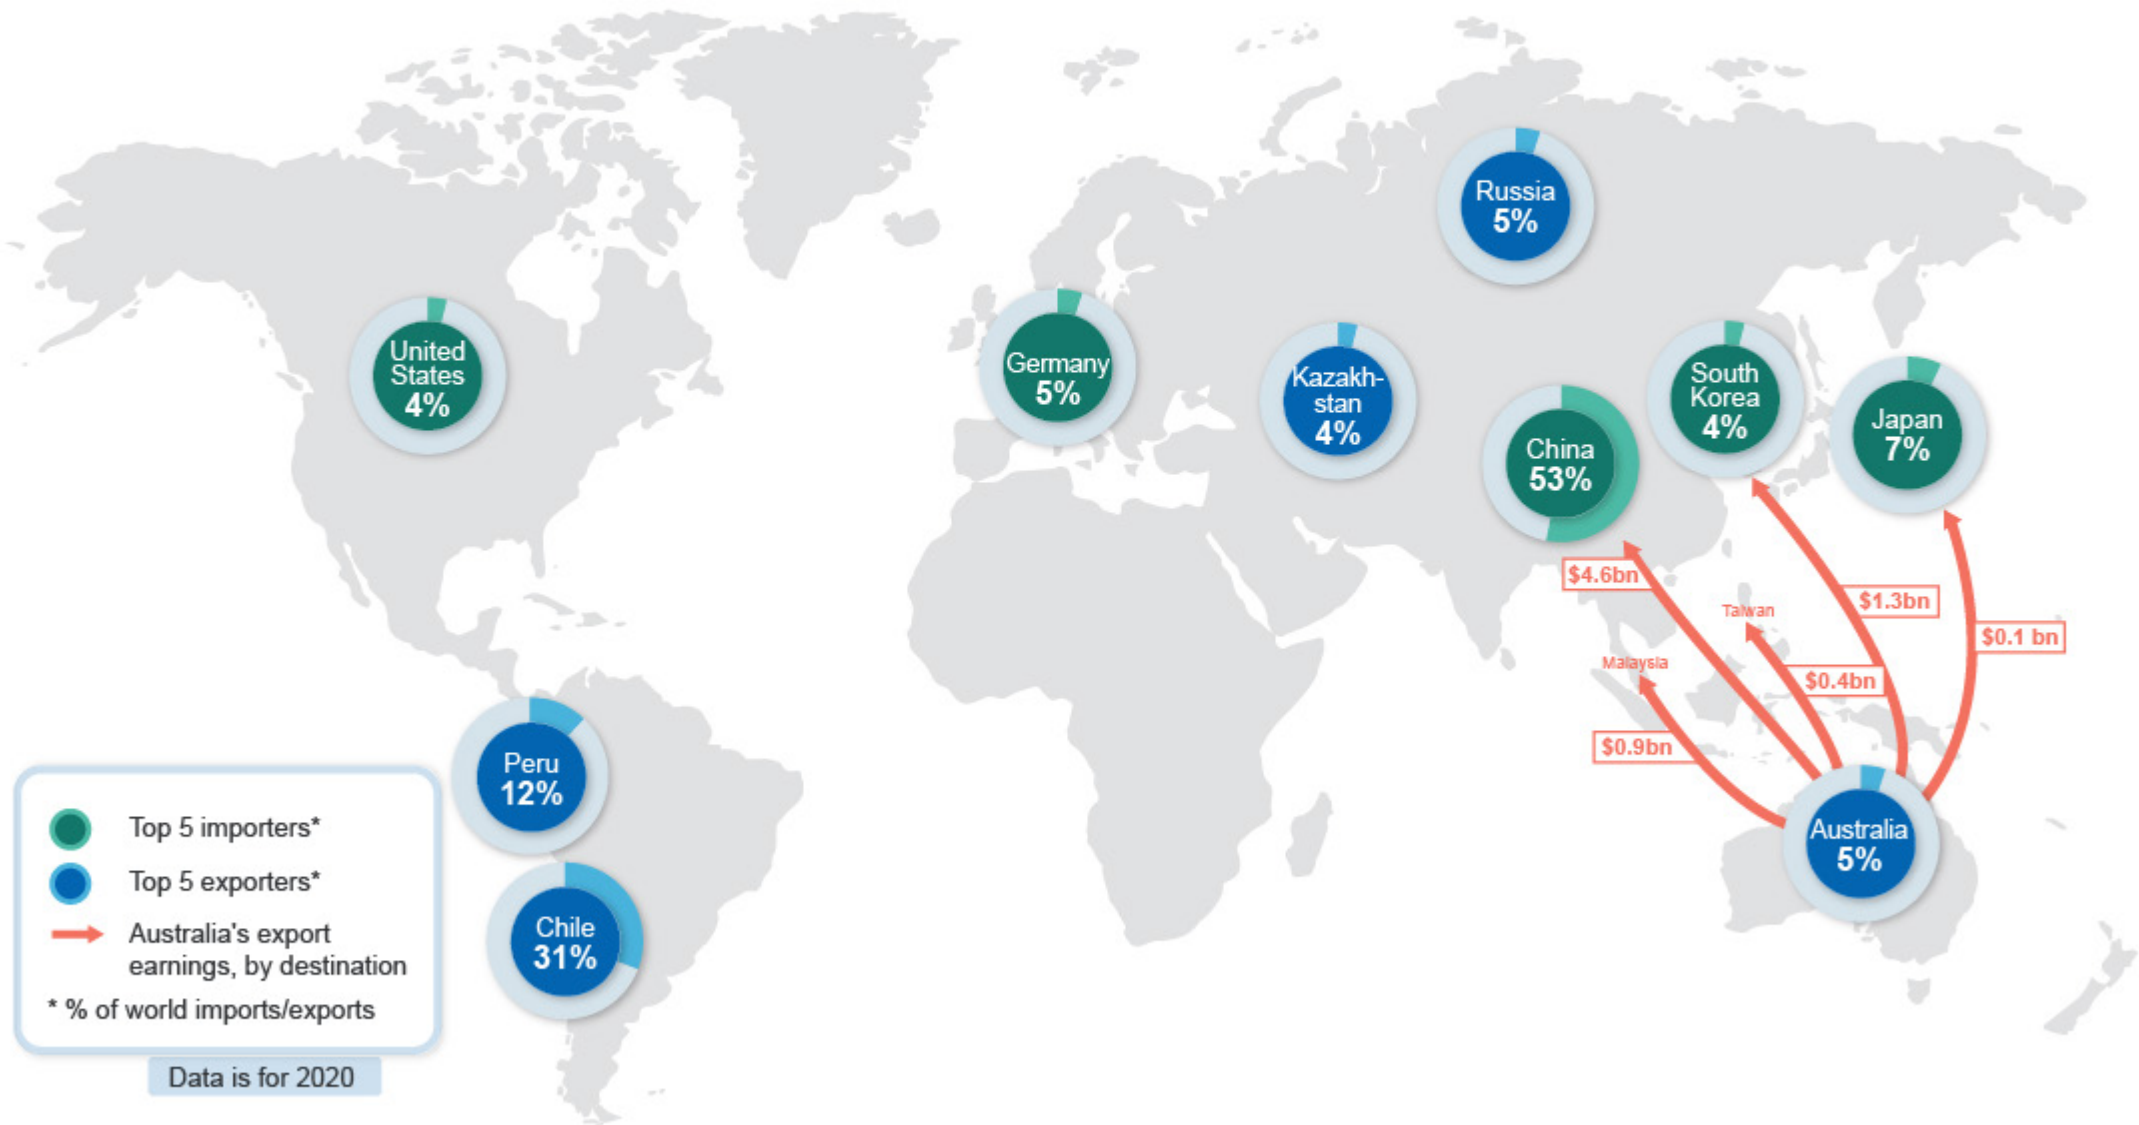 Russia
5%
United
States
4%
Germany
5%
Kazakh-
stan
4%
South
Korea
4%
Japan
7%
China
53%
$4.6bn
$1.3bn
Taiwan
$0.1 bn
Malaysia
$0.4bn
$0.9bn
Peru
12%
Australia
5%
Chile
31%
Top 5 importers*
Top 5 exporters*
Australia's export
earnings, by destination
* % of world imports/exports
Data is for 2020